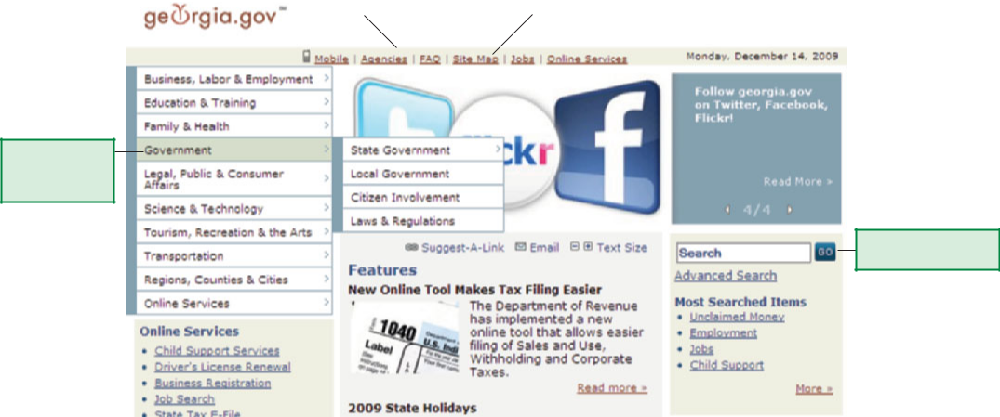 georgia.gov℠
Mobile | Agencies | FAQ | Site Map | Jobs | Online Services
Monday, December 14, 2009
Business, Labor & Employment
Education & Training
Family & Health
Government
Legal, Public & Consumer
Affairs
Science & Technology
Tourism, Recreation & the Arts
Transportation
Regions, Counties & Cities
Online Services
State Government
Local Government
Citizen Involvement
Laws & Regulations
ckr
Follow georgia.gov
on Twitter, Facebook,
Flickr!
Read More »
4/4
Suggest-A-Link Email Text Size
Features
New Online Tool Makes Tax Filing Easier
1040
Label
The Department of Revenue
has implemented a new
online tool that allows easier
filing of Sales and Use,
Withholding and Corporate
Taxes.
Read more »
2009 State Holidays
Search GO
Advanced Search
Most Searched Items
• Unclaimed Money
• Employment
• Jobs
• Child Support
More »
Online Services
• Child Support Services
• Driver's License Renewal
• Business Registration
• Job Search
• State Tax E-File